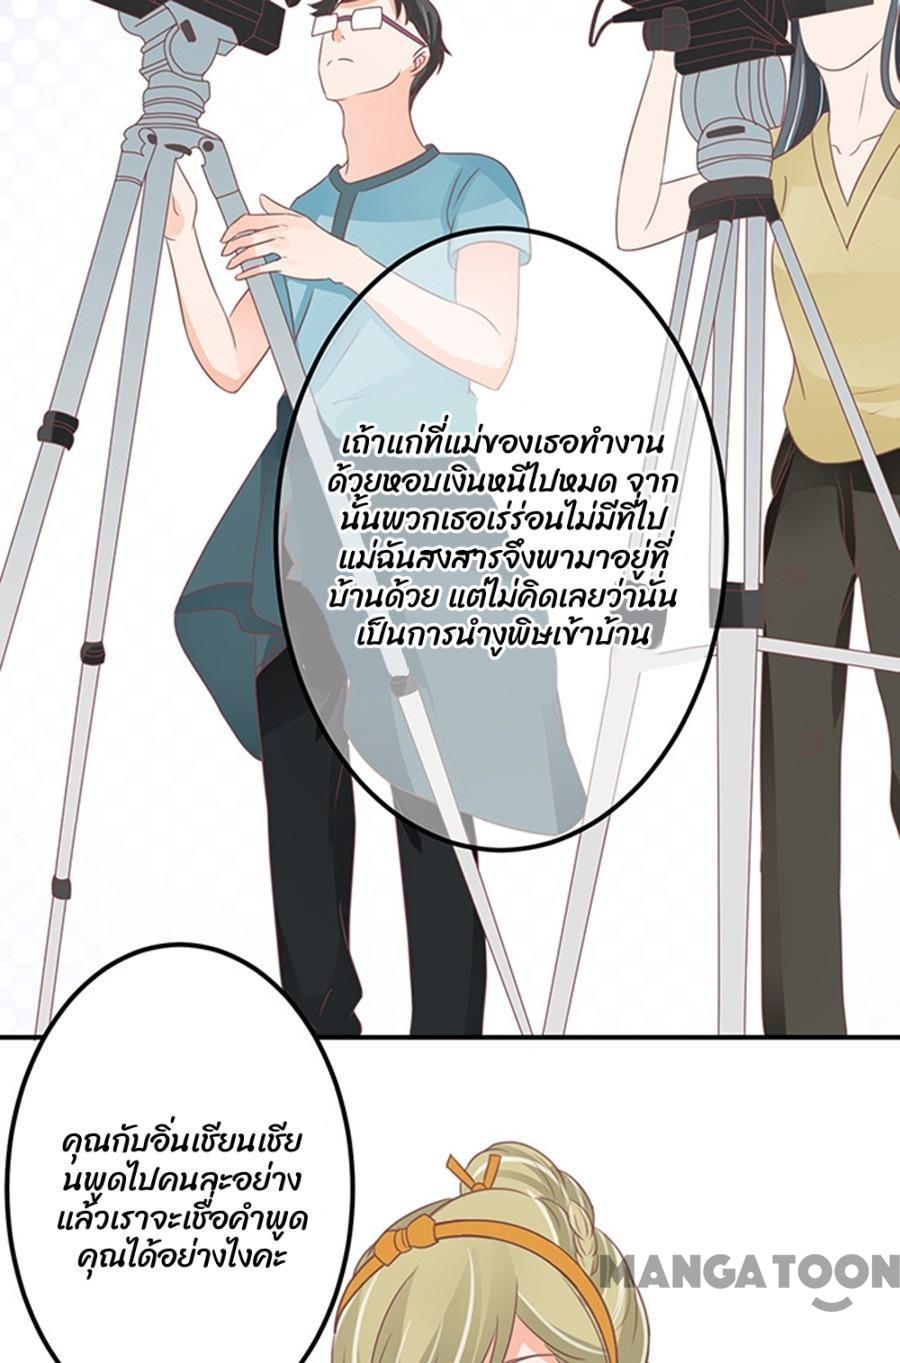 เถ้าแก่ที่แม่ของเธอทำงาน
ด้วยหอบเงินหนีไปหมด จาก
นั้นพวกเธอเร่ร่อนไม่มีที่ไป
แม่ฉันสงสารจึงพามาอยู่ที่
บ้านด้วย แต่ไม่คิดเลยว่านั่น
เป็นการนำงูพิษเข้าบ้าน
คุณกับอิ่นเชียนเชีย
นพูดไปคนละอย่าง
แล้วเราจะเชื่อคำพูด
คุณได้อย่างไงคะ
MANGATOON